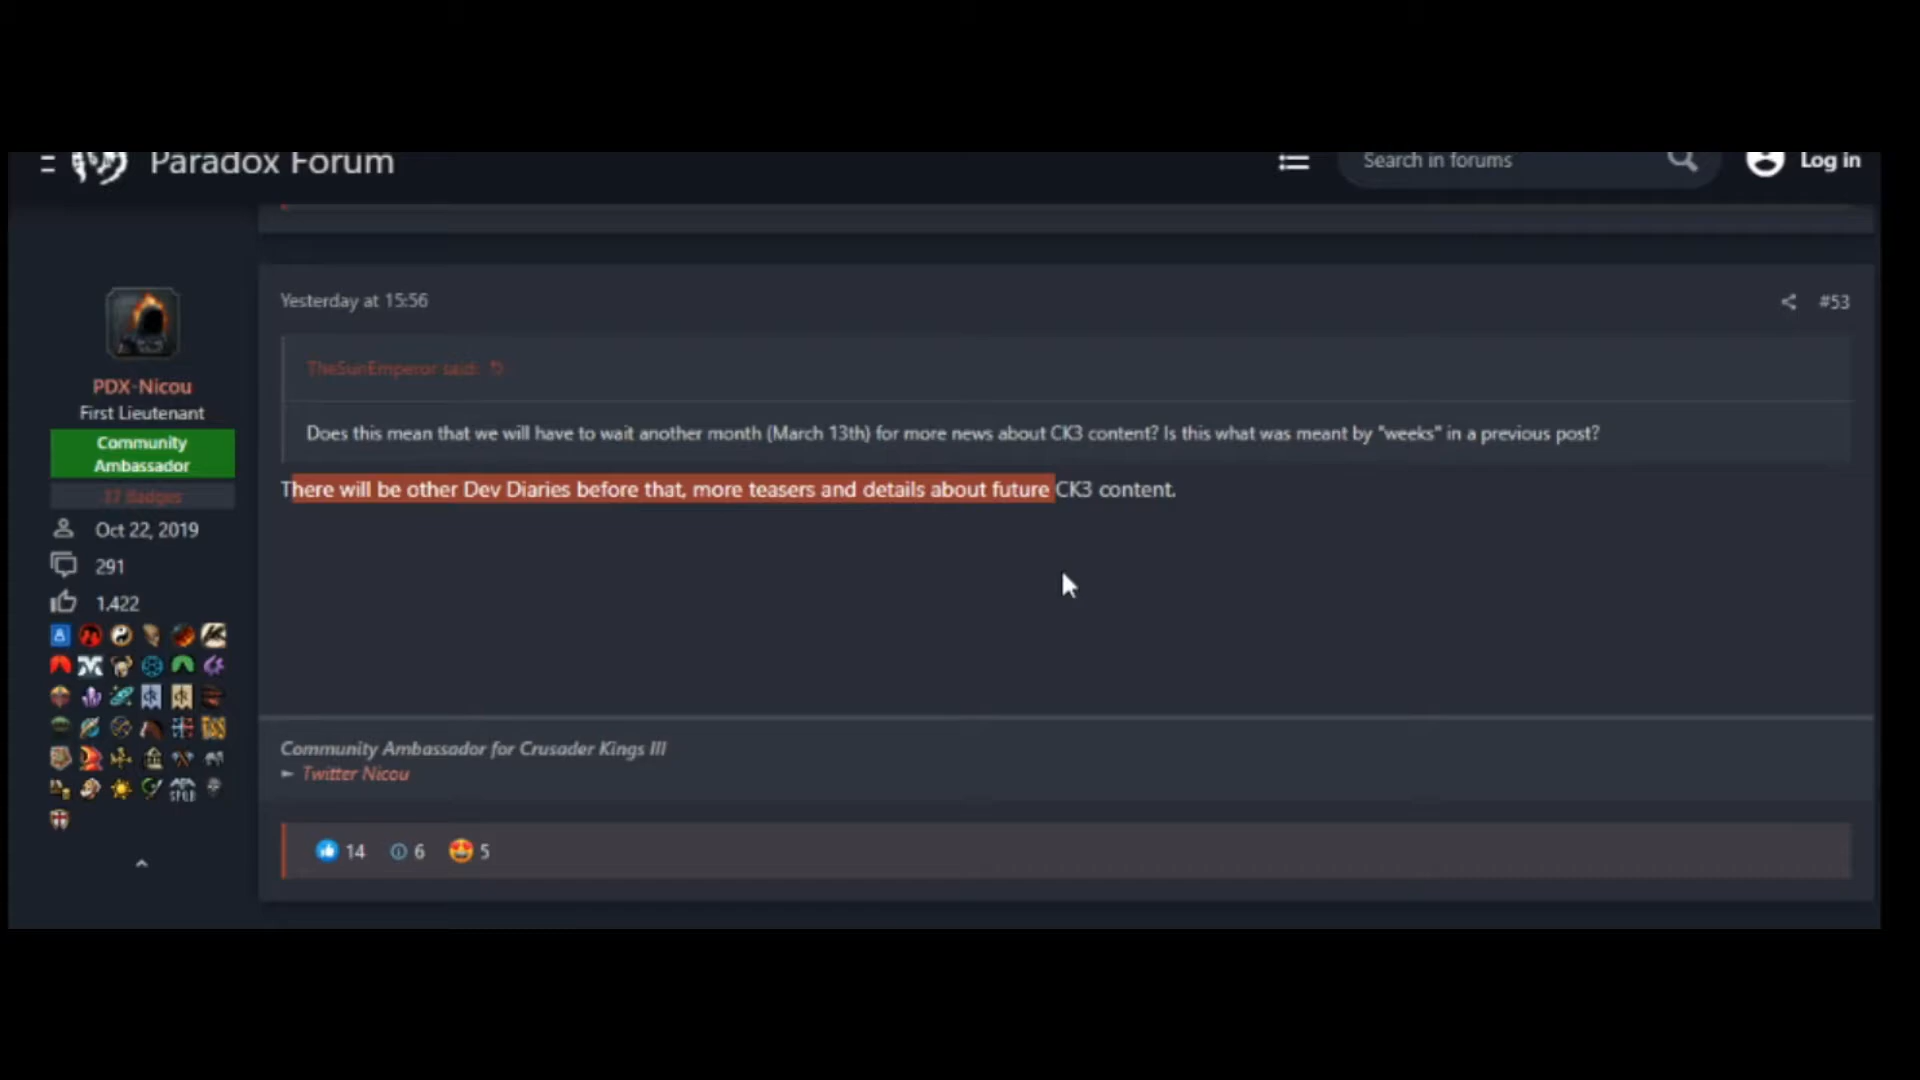 Paradox Forum
Search in forums
Log in
Yesterday at 15:56
#53
PDX-Nicou
First Lieutenant
Community
Ambassador
37 Badges
Oct 22, 2019
291
1.422
TheSunEmperor said:
Does this mean that we will have to wait another month (March 13th) for more news about CK3 content? Is this what was meant by "weeks" in a previous post?
There will be other Dev Diaries before that, more teasers and details about future CK3 content.
Community Ambassador for Crusader Kings III
► Twitter Nicou
14
6
5